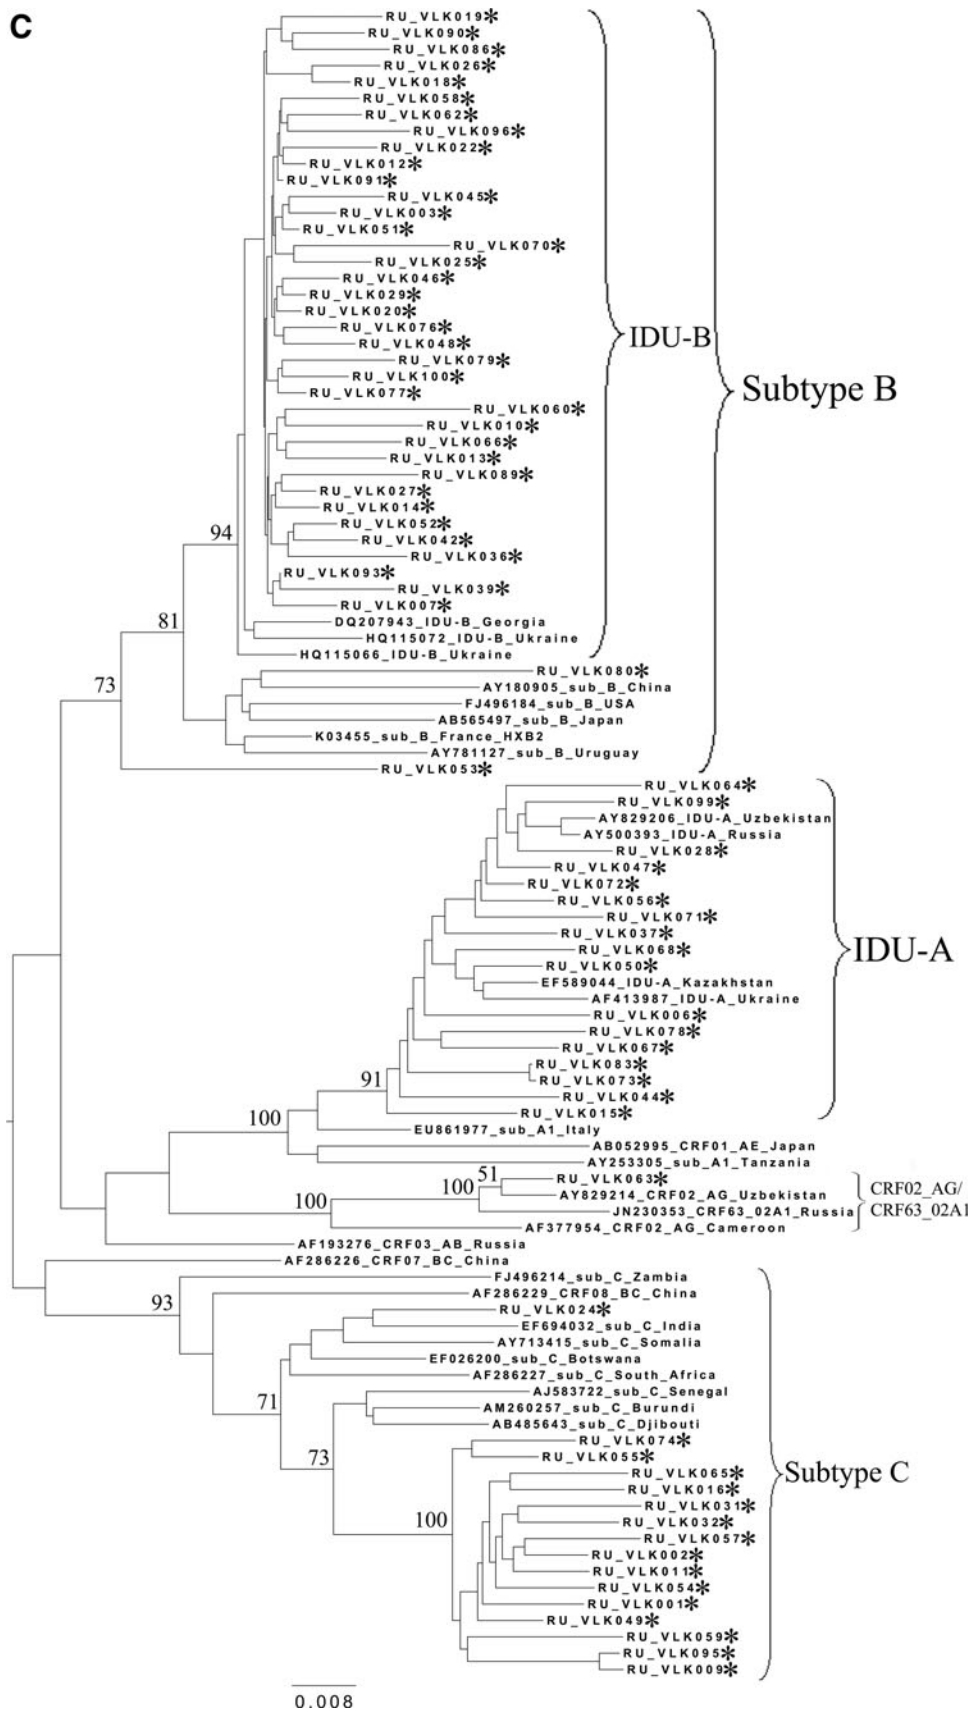 C
RU_VLK019*
RU_VLK090*
RU_VLK086*
RU_VLK026*
RU_VLK018*
RU_VLK058*
RU_VLK062*
RU_VLK096*
RU_VLK022*
RU_VLK012*
RU_VLK091*
RU_VLK045*
RU_VLK003*
RU_VLK051*
RU_VLK070*
RU_VLK025*
RU_VLK046*
RU_VLK029*
RU_VLK020*
RU_VLK076*
IDU-B
RU_VLK048*
RU_VLK079*
RU_VLK100*
Subtype B
RU_VLK077*
RU_VLK060*
RU_VLK010*
RU_VLK066*
RU_VLK013*
RU_VLK089*
RU_VLK027*
RU_VLK014*
RU_VLK052*
94
RU_VLK042*
RU_VLK036*
RU_VLK093*
RU_VLK039*
RU_VLK007*
81
DQ207943_IDU-B_Georgia
HQ115072_IDU-B_Ukraine
HQ115066_IDU-B_Ukraine
RU_VLK080*
73
AY180905_sub_B_China
FJ496184_sub_B_USA
AB565497_sub_B_Japan
K03455_sub_B_France_HXB2
AY781127_sub_B_Uruguay
RU_VLK053*
RU_VLK064*
RU_VLK099*
AY829206_IDU-A_Uzbekistan
AY500393_IDU-A_Russia
RU_VLK028*
RU_VLK047*
RU_VLK072*
RU_VLK056*
RU_VLK071*
RU_VLK037*
RU_VLK068*
IDU-A
RU_VLK050*
EF589044_IDU-A_Kazakhstan
AF413987_IDU-A_Ukraine
RU_VLK006*
RU_VLK078*
RU_VLK067*
RU_VLK083*
91
RU_VLK073*
RU_VLK044*
RU_VLK015*
100
EU861977_sub_A1_Italy
AB052995_CRF01_AE_Japan
AY253305_sub_A1_Tanzania
51
RU_VLK063*
100
AY829214_CRF02_AG_Uzbekistan
CRF02_AG/
CRF63_02A1
100
JN230353_CRF63_02A1_Russia
AF377954_CRF02_AG_Cameroon
AF193276_CRF03_AB_Russia
AF286226_CRF07_BC_China
FJ496214_sub_C_Zambia
AF286229_CRF08_BC_China
93
RU_VLK024*
EF694032_sub_C_India
AY713415_sub_C_Somalia
EF026200_sub_C_Botswana
AF286227_sub_C_South_Africa
AJ583722_sub_C_Senegal
71
AM260257_sub_C_Burundi
AB485643_sub_C_Djibouti
RU_VLK074*
73
RU_VLK055*
RU_VLK065*
Subtype C
RU_VLK016*
RU_VLK031*
100
RU_VLK032*
RU_VLK057*
RU_VLK002*
RU_VLK011*
RU_VLK054*
RU_VLK001*
RU_VLK049*
RU_VLK059*
RU_VLK095*
RU_VLK009*
0.008